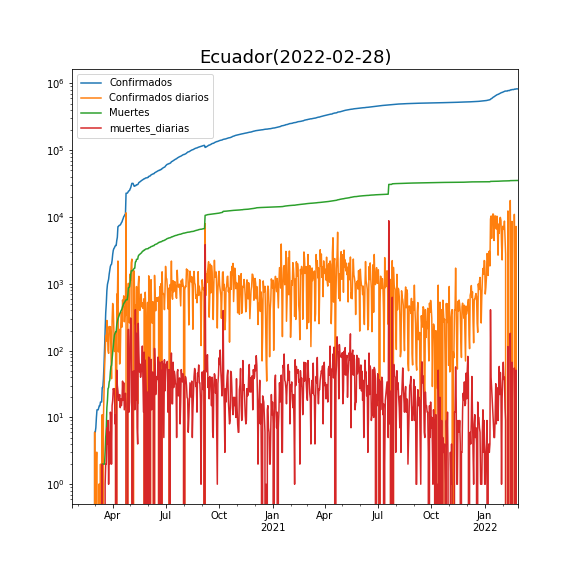 Ecuador(2022-02-28)
Confirmados
Confirmados diarios
Muertes
muertes_diarias
10⁶
10⁵
10⁴
10³
10²
10¹
10⁰
Apr Jul Oct Jan Apr Jul Oct Jan
2021 2022